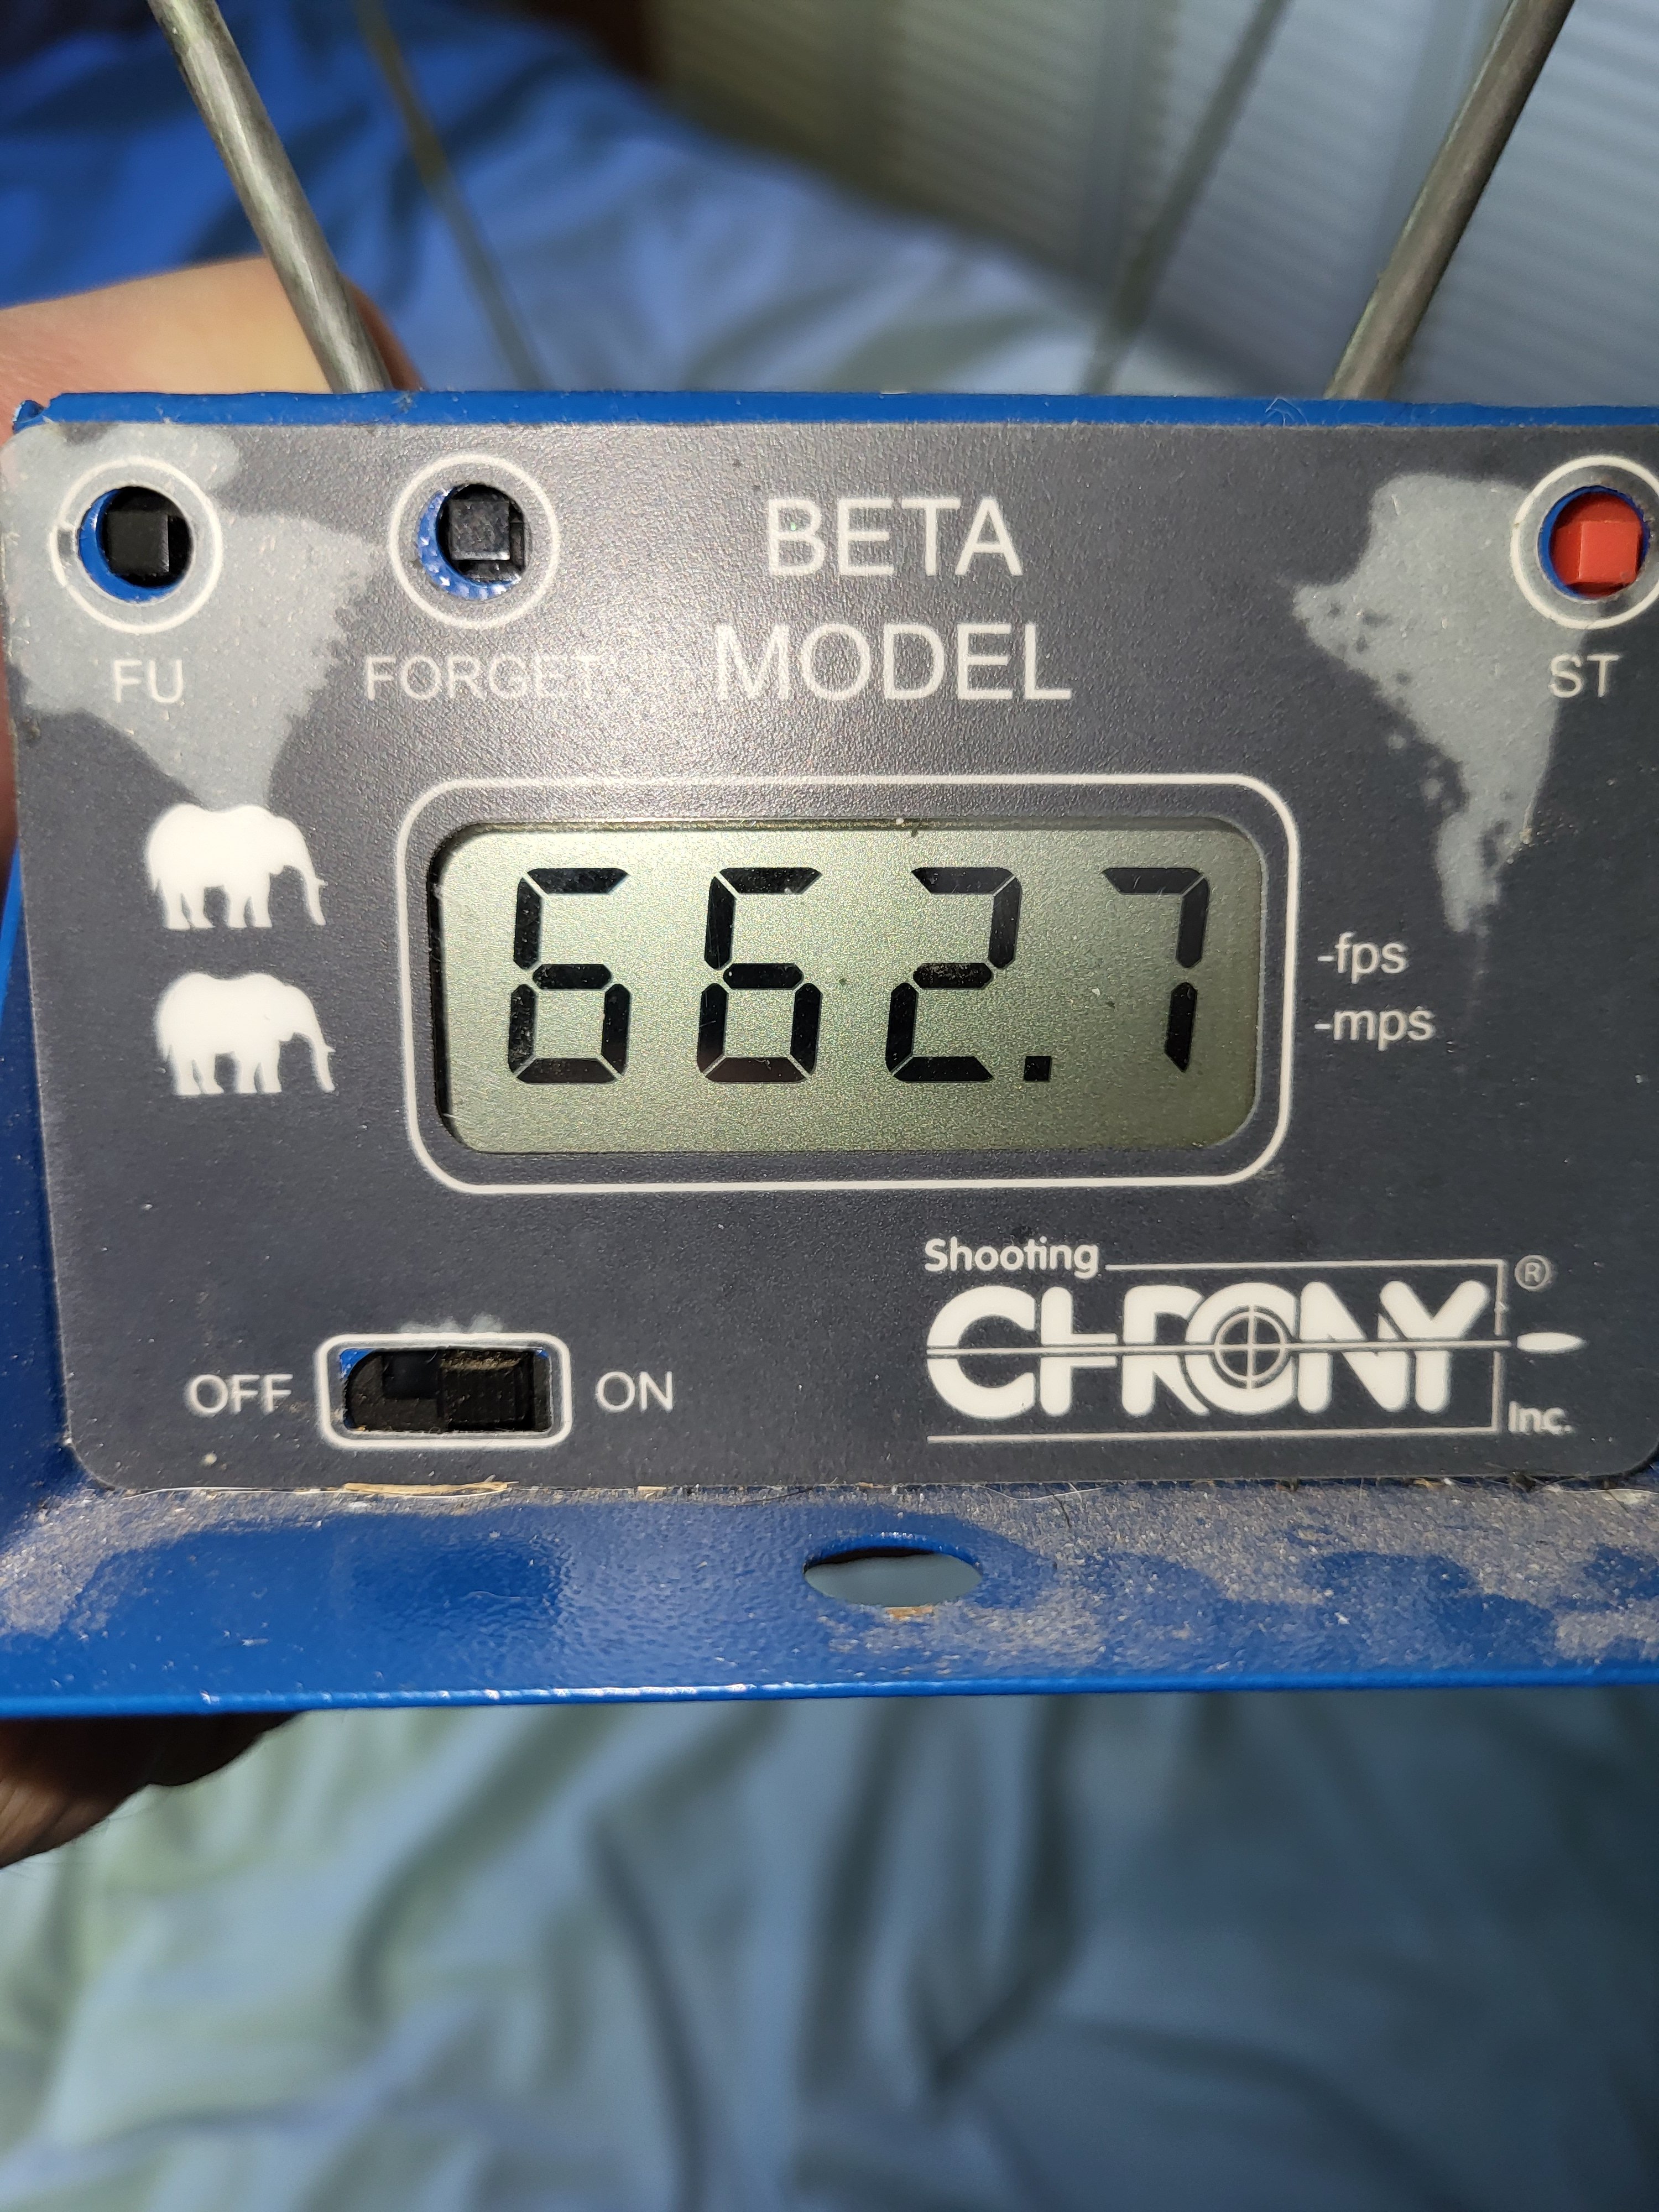 BETA
MODEL
FU
FORGET
ST
662.7
-fps
-mps
OFF
ON
Shooting
CHRONY
®
Inc.